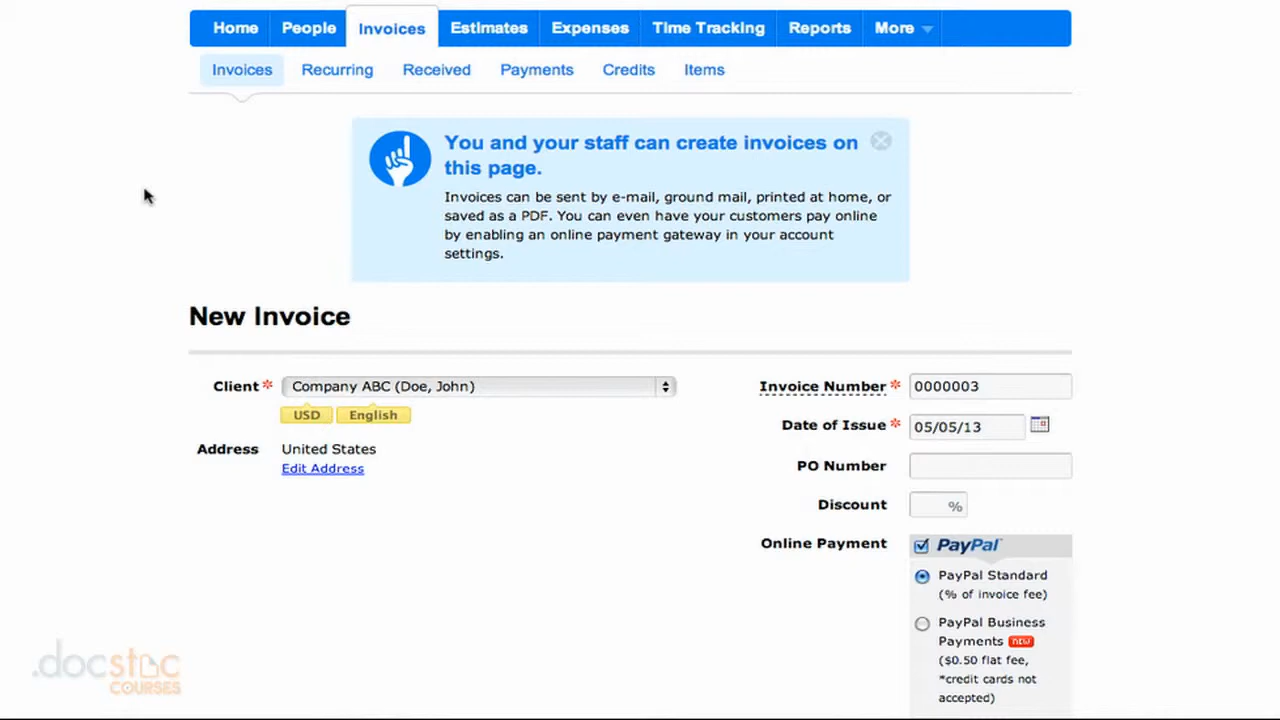 Home People Invoices Estimates Expenses Time Tracking Reports More
Invoices Recurring Received Payments Credits Items
You and your staff can create invoices on
this page.
Invoices can be sent by e-mail, ground mail, printed at home, or
saved as a PDF. You can even have your customers pay online
by enabling an online payment gateway in your account
settings.
New Invoice
Client * Company ABC (Doe, John)
USD English
Address United States
Edit Address
Invoice Number * 0000003
Date of Issue * 05/05/13
PO Number
Discount %
Online Payment PayPal
PayPal Standard
(% of invoice fee)
PayPal Business
Payments NEW
($0.50 flat fee,
*credit cards not
accepted)
.docstoc
COURSES